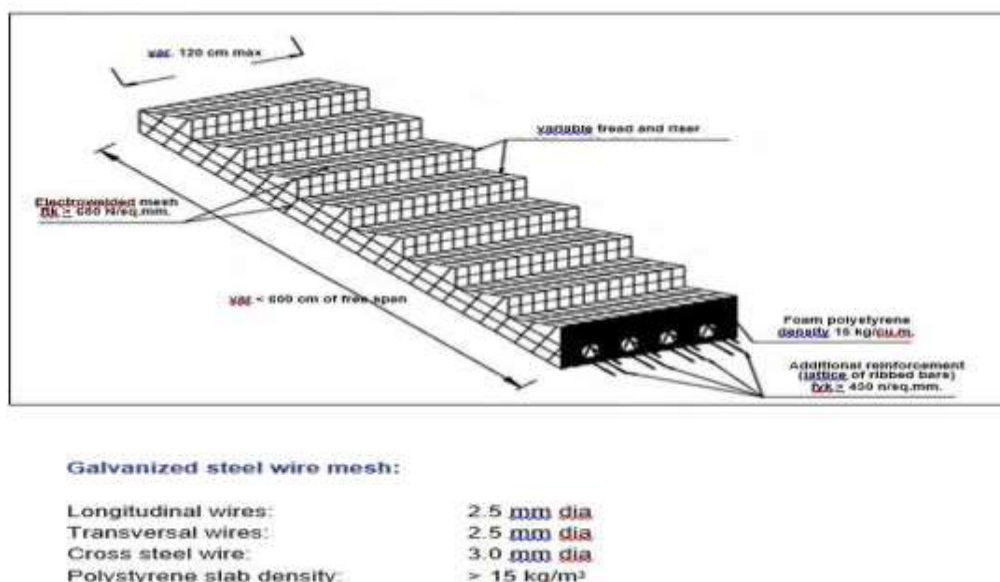 var. 120 cm max
variable tread and riser
Electrowelded mesh
ftk ≥ 680 N/sq.mm.
var < 600 cm of free span
Foam polystyrene
density 15 kg/cu.m.
Additional reinforcement
(lattice of ribbed bars)
fyk ≥ 430 n/sq.mm.
Galvanized steel wire mesh:
Longitudinal wires: 2.5 mm dia
Transversal wires: 2.5 mm dia
Cross steel wire: 3.0 mm dia
Polystyrene slab density: > 15 kg/m³